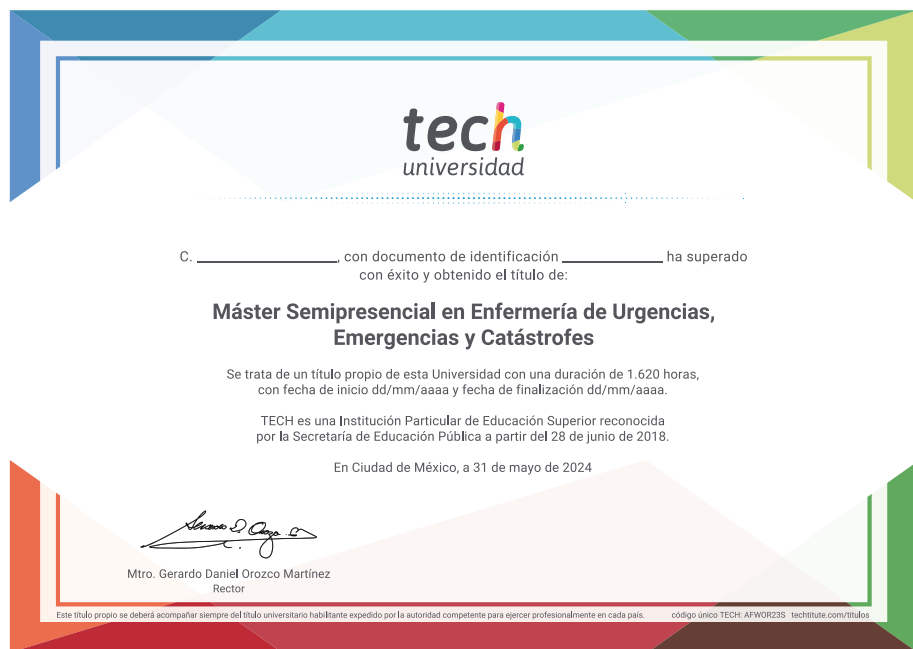 tech
universidad
C. ____________________, con documento de identificación ______________ ha superado
con éxito y obtenido el título de:
Máster Semipresencial en Enfermería de Urgencias,
Emergencias y Catástrofes
Se trata de un título propio de esta Universidad con una duración de 1.620 horas,
con fecha de inicio dd/mm/aaaa y fecha de finalización dd/mm/aaaa.
TECH es una Institución Particular de Educación Superior reconocida
por la Secretaría de Educación Pública a partir del 28 de junio de 2018.
En Ciudad de México, a 31 de mayo de 2024
Mtro. Gerardo Daniel Orozco Martínez
Rector
Este título propio se deberá acompañar siempre del título universitario habilitante expedido por la autoridad competente para ejercer profesionalmente en cada país. código único TECH: AFWOR23S techtitute.com/titulos